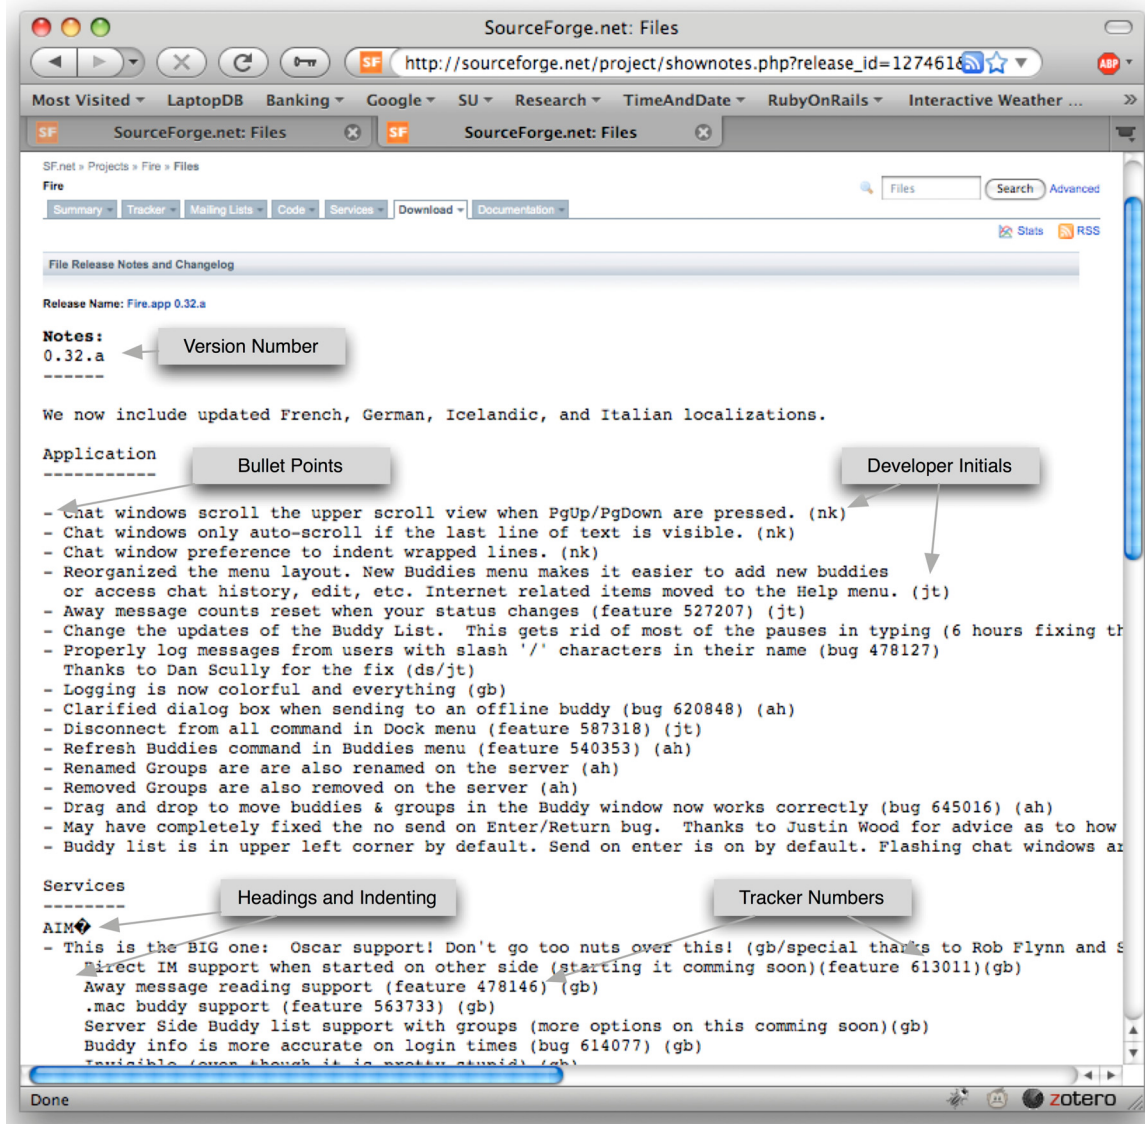 SourceForge.net: Files
SF http://sourceforge.net/project/shownotes.php?release_id=127461& ABP
Most Visited LaptopDB Banking Google SU Research TimeAndDate RubyOnRails Interactive Weather ... »
SF SourceForge.net: Files SF SourceForge.net: Files
SF.net » Projects » Fire » Files
Fire
Files Search Advanced
Summary Tracker Mailing Lists Code Services Download Documentation
Stats RSS
File Release Notes and Changelog
Release Name: Fire.app 0.32.a
Notes:
0.32.a
Version Number
------
We now include updated French, German, Icelandic, and Italian localizations.
Application
-----------
Bullet Points
Developer Initials
- Chat windows scroll the upper scroll view when PgUp/PgDown are pressed. (nk)
- Chat windows only auto-scroll if the last line of text is visible. (nk)
- Chat window preference to indent wrapped lines. (nk)
- Reorganized the menu layout. New Buddies menu makes it easier to add new buddies
or access chat history, edit, etc. Internet related items moved to the Help menu. (jt)
- Away message counts reset when your status changes (feature 527207) (jt)
- Change the updates of the Buddy List.  This gets rid of most of the pauses in typing (6 hours fixing th
- Properly log messages from users with slash '/' characters in their name (bug 478127)
Thanks to Dan Scully for the fix (ds/jt)
- Logging is now colorful and everything (gb)
- Clarified dialog box when sending to an offline buddy (bug 620848) (ah)
- Disconnect from all command in Dock menu (feature 587318) (jt)
- Refresh Buddies command in Buddies menu (feature 540353) (ah)
- Renamed Groups are are also renamed on the server (ah)
- Removed Groups are also removed on the server (ah)
- Drag and drop to move buddies & groups in the Buddy window now works correctly (bug 645016) (ah)
- May have completely fixed the no send on Enter/Return bug.  Thanks to Justin Wood for advice as to how
- Buddy list is in upper left corner by default. Send on enter is on by default. Flashing chat windows ar
Services
--------
Headings and Indenting
Tracker Numbers
AIM�
- This is the BIG one:  Oscar support! Don't go too nuts over this! (gb/special thanks to Rob Flynn and S
Direct IM support when started on other side (starting it comming soon)(feature 613011)(gb)
Away message reading support (feature 478146) (gb)
.mac buddy support (feature 563733) (gb)
Server Side Buddy list support with groups (more options on this comming soon)(gb)
Buddy info is more accurate on login times (bug 614077) (gb)
Invisible (even though it is pretty stupid) (gb)
Done
zotero